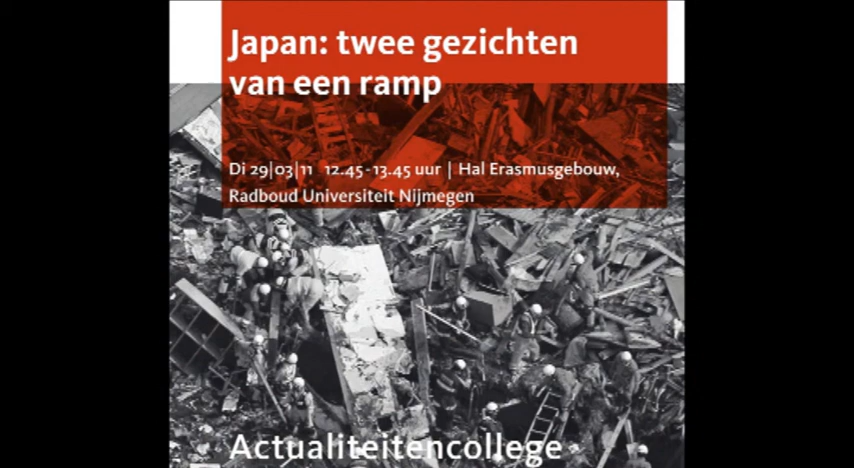 Japan: twee gezichten
van een ramp
Di 29|03|11 12.45-13.45 uur | Hal Erasmusgebouw,
Radboud Universiteit Nijmegen
Actualiteitencollege